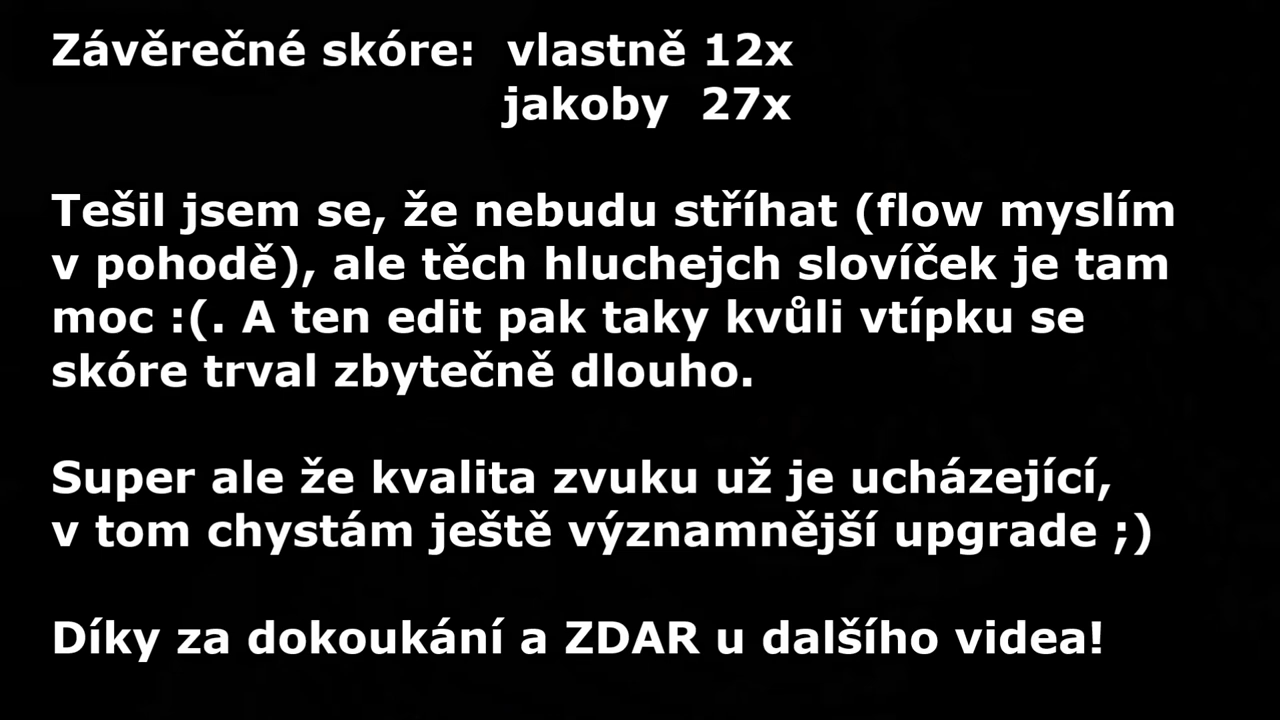 Závěrečné skóre: vlastně 12x
jakoby 27x
Tešil jsem se, že nebudu stříhat (flow myslím
v pohodě), ale těch hluchejch slovíček je tam
moc :(. A ten edit pak taky kvůli vtípku se
skóre trval zbytečně dlouho.
Super ale že kvalita zvuku už je ucházející,
v tom chystám ještě významnější upgrade ;)
Díky za dokoukání a ZDAR u dalšího videa!